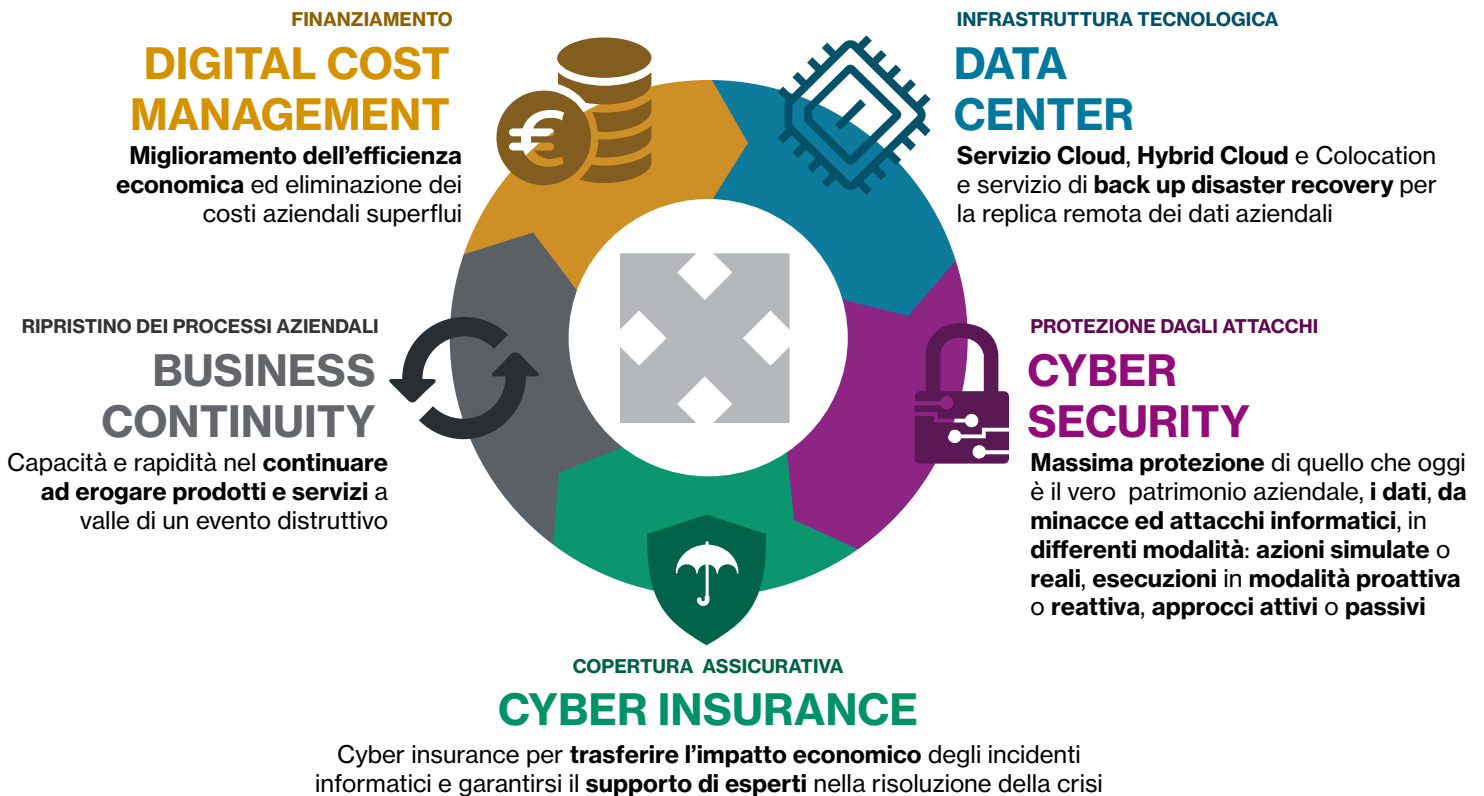 FINANZIAMENTO
DIGITAL COST
MANAGEMENT
Miglioramento dell'efficienza
economica ed eliminazione dei
costi aziendali superflui
INFRASTRUTTURA TECNOLOGICA
DATA
CENTER
Servizio Cloud, Hybrid Cloud e Colocation
e servizio di back up disaster recovery per
la replica remota dei dati aziendali
RIPRISTINO DEI PROCESSI AZIENDALI
BUSINESS
CONTINUITY
Capacità e rapidità nel continuare
ad erogare prodotti e servizi a
valle di un evento distruttivo
PROTEZIONE DAGLI ATTACCHI
CYBER
SECURITY
Massima protezione di quello che oggi
è il vero patrimonio aziendale, i dati, da
minacce ed attacchi informatici, in
differenti modalità: azioni simulate o
reali, esecuzioni in modalità proattiva
o reattiva, approcci attivi o passivi
COPERTURA ASSICURATIVA
CYBER INSURANCE
Cyber insurance per trasferire l'impatto economico degli incidenti
informatici e garantirsi il supporto di esperti nella risoluzione della crisi